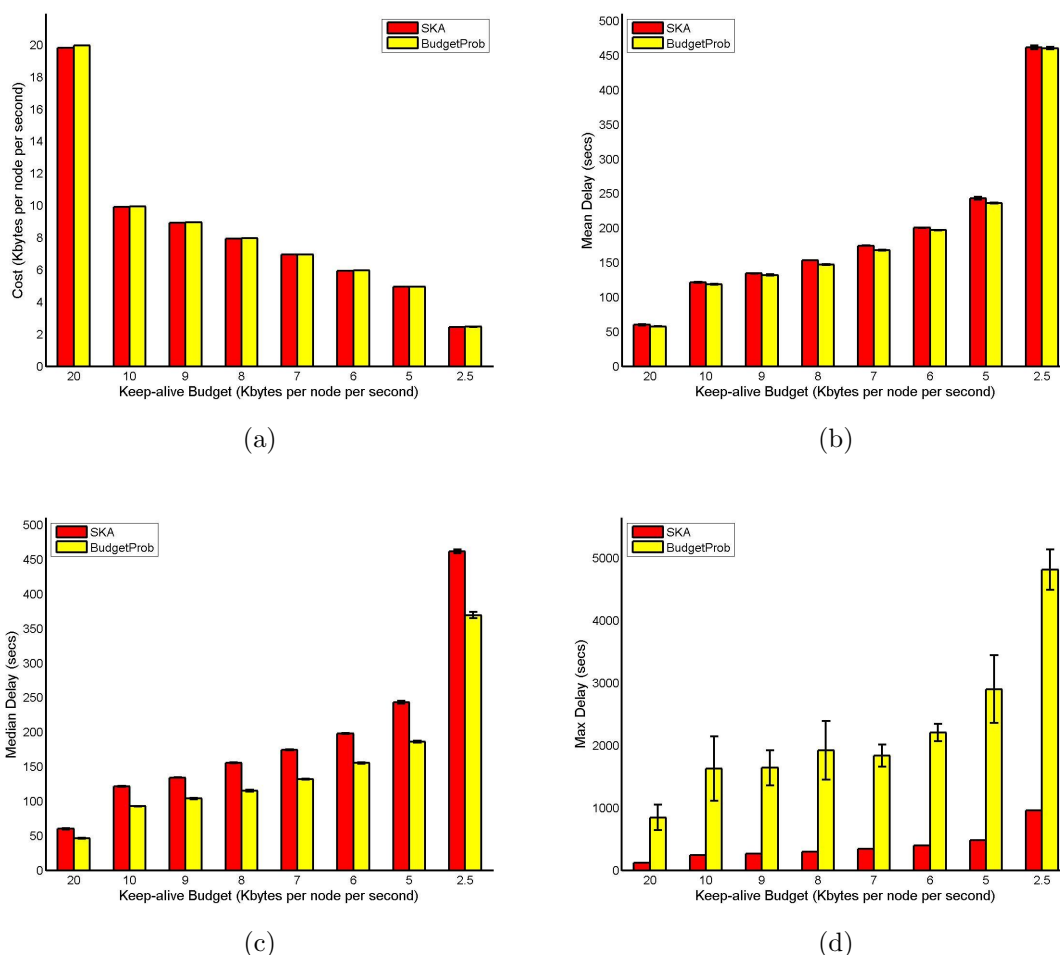 SKA
BudgetProb
20
18
16
14
12
10
8
6
4
2
0
Cost (Kbytes per node per second)
20 10 9 8 7 6 5 2.5
Keep-alive Budget (Kbytes per node per second)
(a)
SKA
BudgetProb
500
450
400
350
300
250
200
150
100
50
0
Mean Delay (secs)
20 10 9 8 7 6 5 2.5
Keep-alive Budget (Kbytes per node per second)
(b)
SKA
BudgetProb
500
450
400
350
300
250
200
150
100
50
0
Median Delay (secs)
20 10 9 8 7 6 5 2.5
Keep-alive Budget (Kbytes per node per second)
(c)
SKA
BudgetProb
5000
4000
3000
2000
1000
0
Max Delay (secs)
20 10 9 8 7 6 5 2.5
Keep-alive Budget (Kbytes per node per second)
(d)